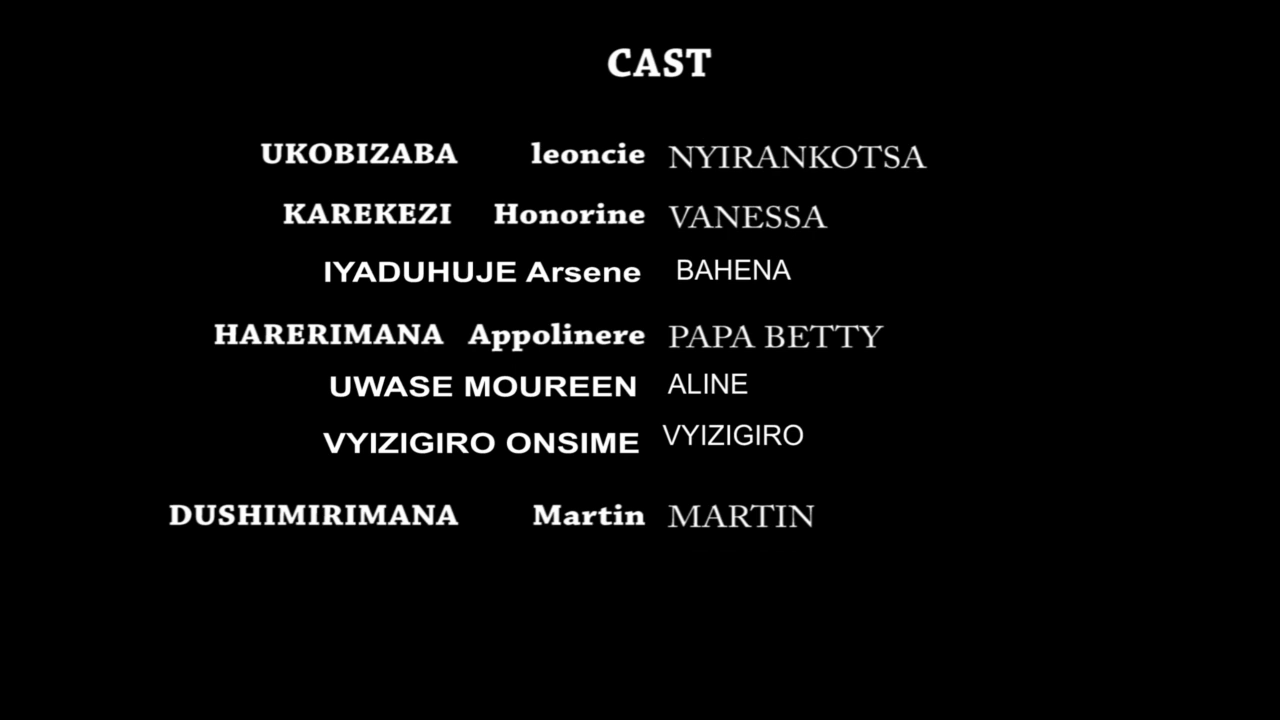 CAST
UKOBIZABA leoncie NYIRANKOTSA
KAREKEZI Honorine VANESSA
IYADUHUJE Arsene BAHENA
HARERIMANA Appolinere PAPA BETTY
UWASE MOUREEN ALINE
VYIZIGIRO ONSIME VYIZIGIRO
DUSHIMIRIMANA Martin MARTIN